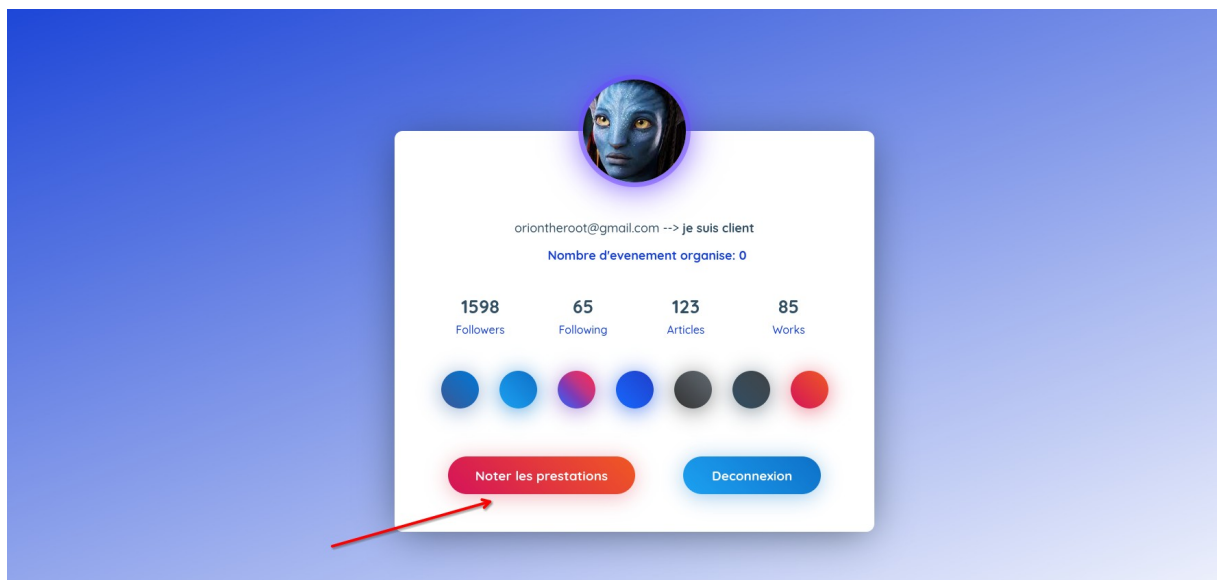 oriontheroot@gmail.com --> je suis client
Nombre d'evenement organise: 0
1598 65 123 85
Followers Following Articles Works
Noter les prestations Deconnexion